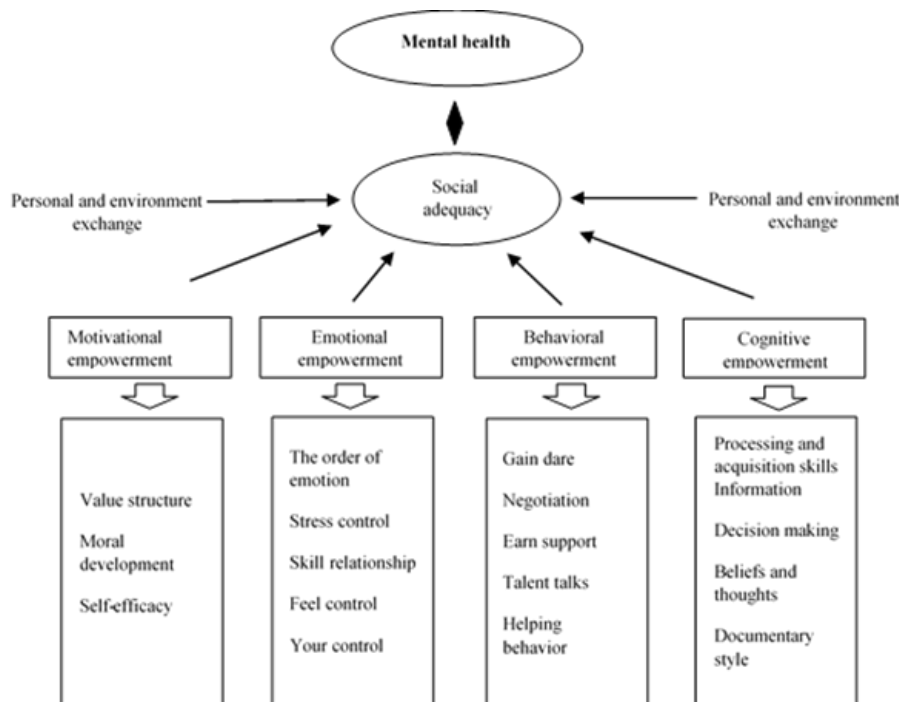 Mental health
Social
adequacy
Personal and environment
exchange
Personal and environment
exchange
Motivational
empowerment
Emotional
empowerment
Behavioral
empowerment
Cognitive
empowerment
Value structure
Moral
development
Self-efficacy
The order of
emotion
Stress control
Skill relationship
Feel control
Your control
Gain dare
Negotiation
Earn support
Talent talks
Helping
behavior
Processing and
acquisition skills
Information
Decision making
Beliefs and
thoughts
Documentary
style